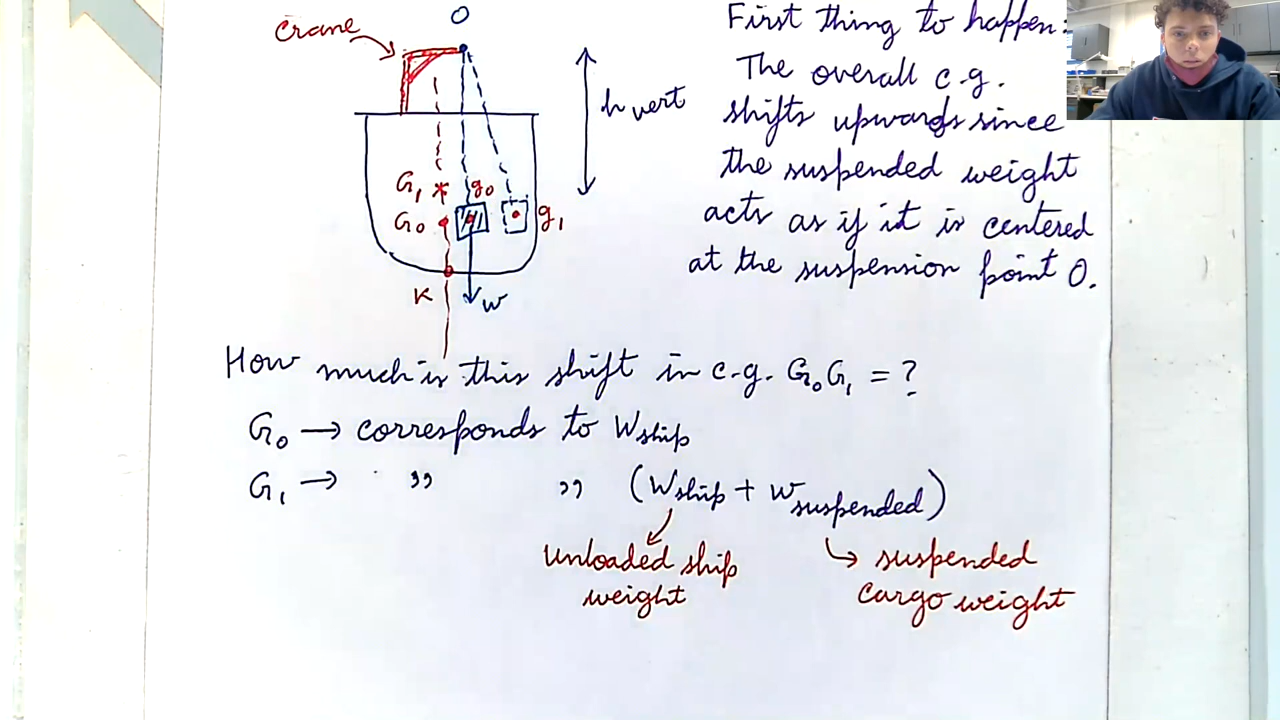 Crane
O
h vert
G₁
g₀
G₀
g₁
K
w
First thing to happen:
The overall c.g.
shifts upwards since
the suspended weight
acts as if it is centered
at the suspension point O.
How much is this shift in c.g. G₀G₁ = ?
G₀ → corresponds to Wship
G₁ → " " (Wship + wsuspended)
unloaded ship
weight
suspended
cargo weight